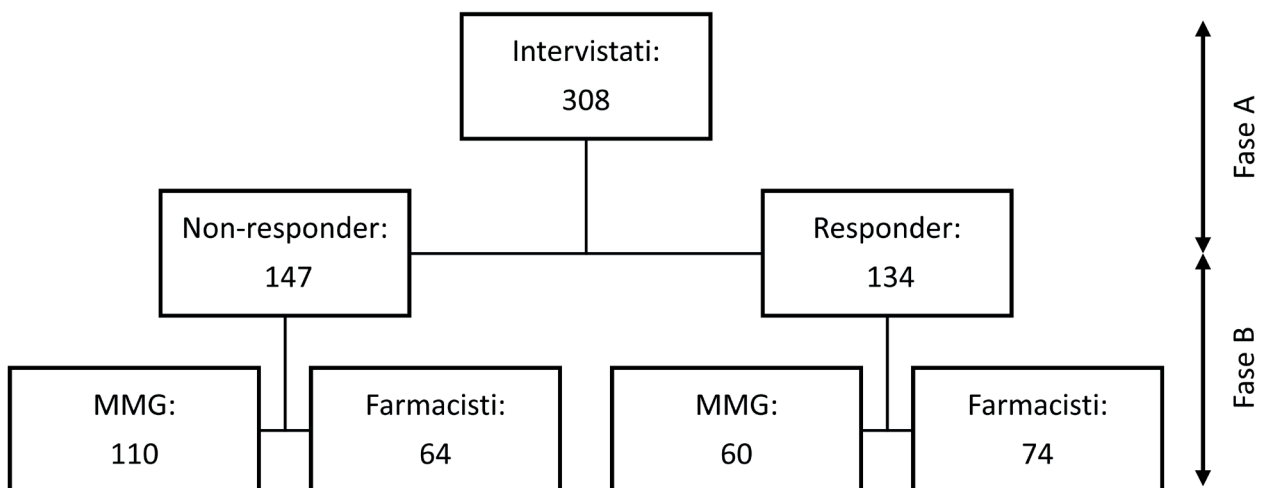 Intervistati:
308
Fase A
Non-responder:
147
Responder:
134
Fase B
MMG:
110
Farmacisti:
64
MMG:
60
Farmacisti:
74